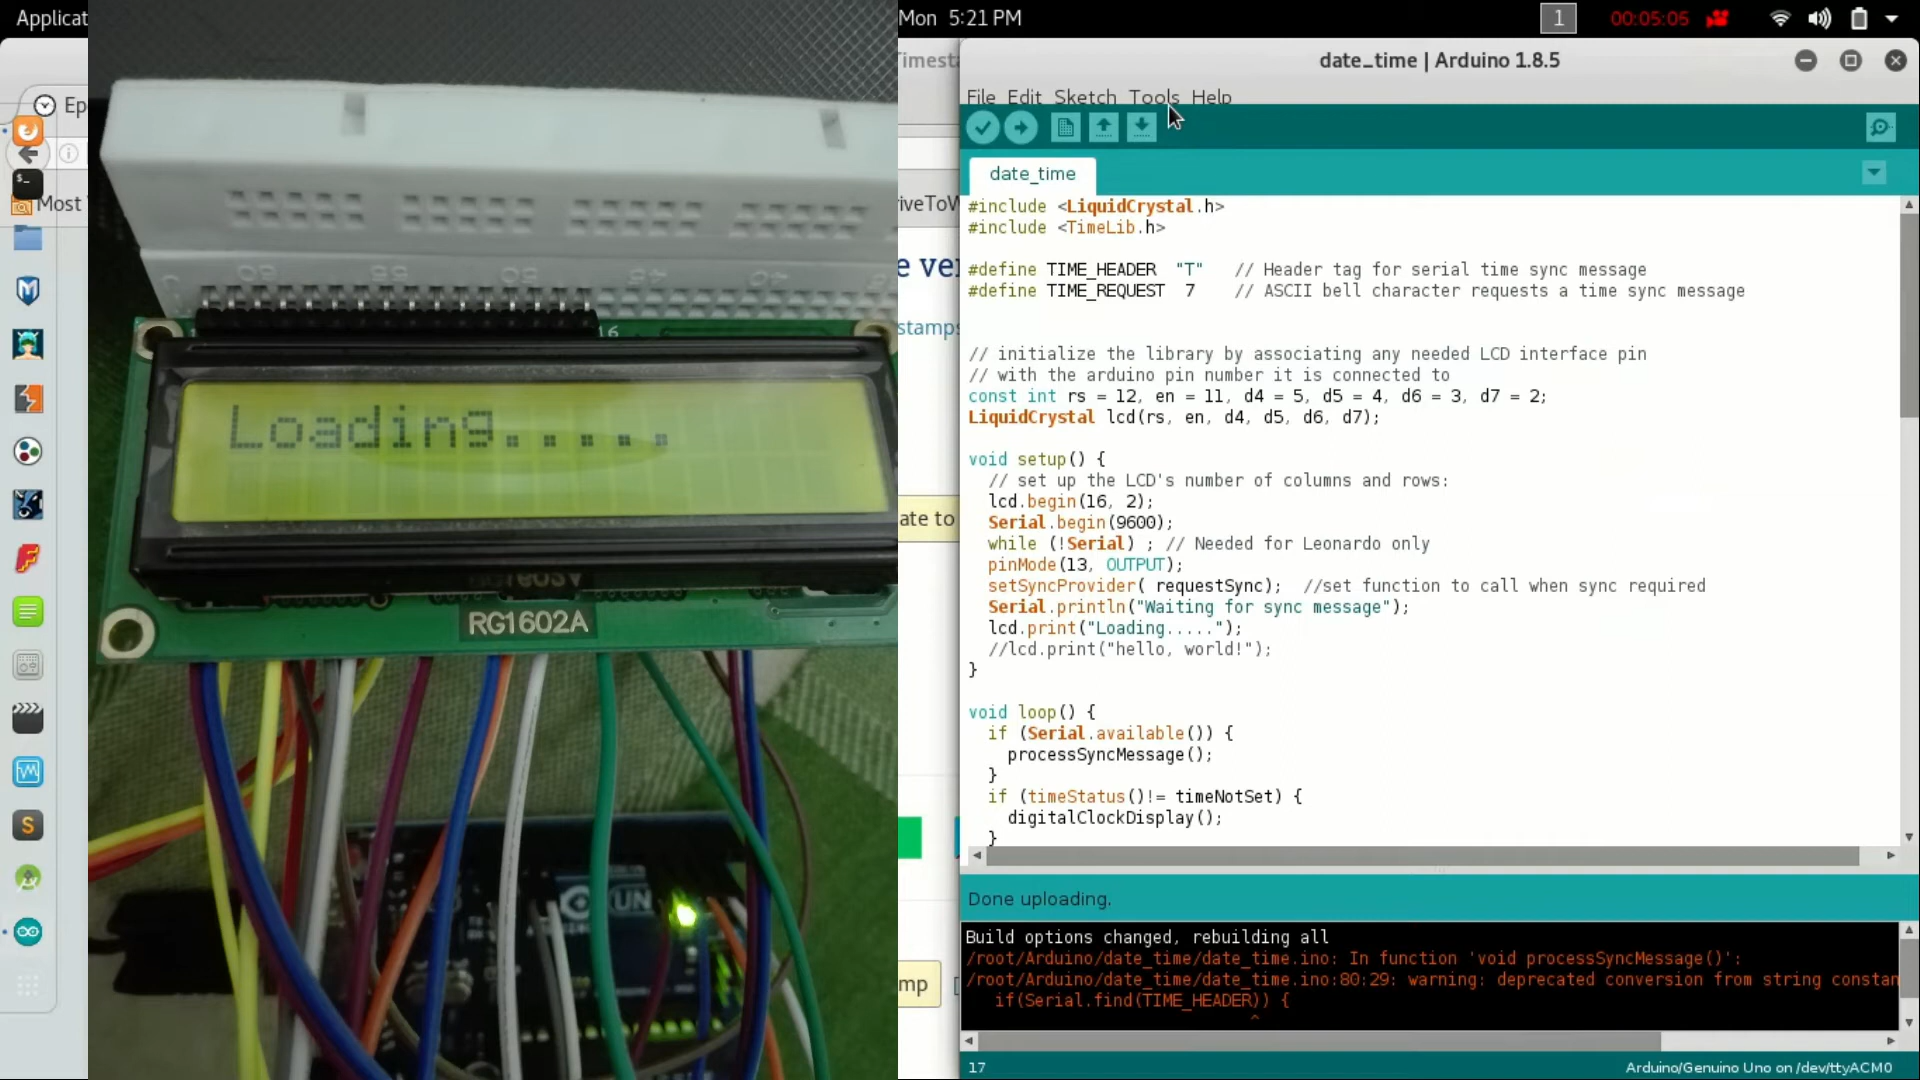 Applicat
Mon 5:21 PM
1
00:05:05
Ep
Most
Timesta
riveToW
e ve
stamps
ate to
mp
16
Loading.....
RG1602A
UN
date_time | Arduino 1.8.5
File Edit Sketch Tools Help
date_time
#include <LiquidCrystal.h>
#include <TimeLib.h>
#define TIME_HEADER "T" // Header tag for serial time sync message
#define TIME_REQUEST 7 // ASCII bell character requests a time sync message
// initialize the library by associating any needed LCD interface pin
// with the arduino pin number it is connected to
const int rs = 12, en = 11, d4 = 5, d5 = 4, d6 = 3, d7 = 2;
LiquidCrystal lcd(rs, en, d4, d5, d6, d7);
void setup() {
// set up the LCD's number of columns and rows:
lcd.begin(16, 2);
Serial.begin(9600);
while (!Serial) ; // Needed for Leonardo only
pinMode(13, OUTPUT);
setSyncProvider( requestSync); //set function to call when sync required
Serial.println("Waiting for sync message");
lcd.print("Loading.....");
//lcd.print("hello, world!");
}
void loop() {
if (Serial.available()) {
processSyncMessage();
}
if (timeStatus()!= timeNotSet) {
digitalClockDisplay();
}
Done uploading.
Build options changed, rebuilding all
/root/Arduino/date_time/date_time.ino: In function 'void processSyncMessage()':
/root/Arduino/date_time/date_time.ino:80:29: warning: deprecated conversion from string constan
if(Serial.find(TIME_HEADER)) {
^
17
Arduino/Genuino Uno on /dev/ttyACM0